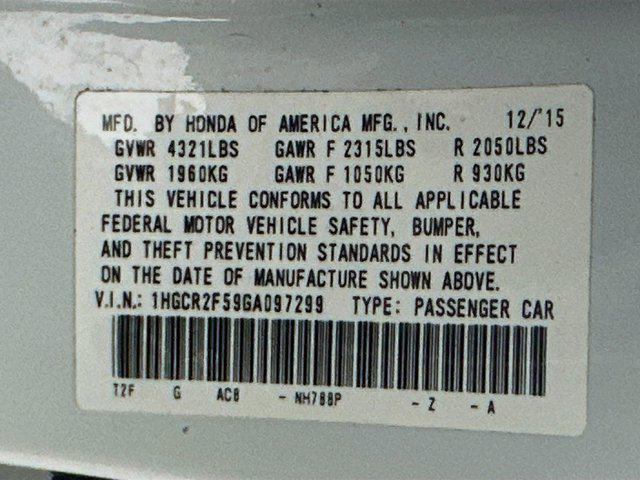 MFD. BY HONDA OF AMERICA MFG., INC. 12/'15
GVWR 4321LBS GAWR F 2315LBS R 2050LBS
GVWR 1960KG GAWR F 1050KG R 930KG
THIS VEHICLE CONFORMS TO ALL APPLICABLE
FEDERAL MOTOR VEHICLE SAFETY, BUMPER,
AND THEFT PREVENTION STANDARDS IN EFFECT
ON THE DATE OF MANUFACTURE SHOWN ABOVE.
V.I.N.: 1HGCR2F59GA097299 TYPE: PASSENGER CAR
T2F G AC0 - NH788P - Z - A